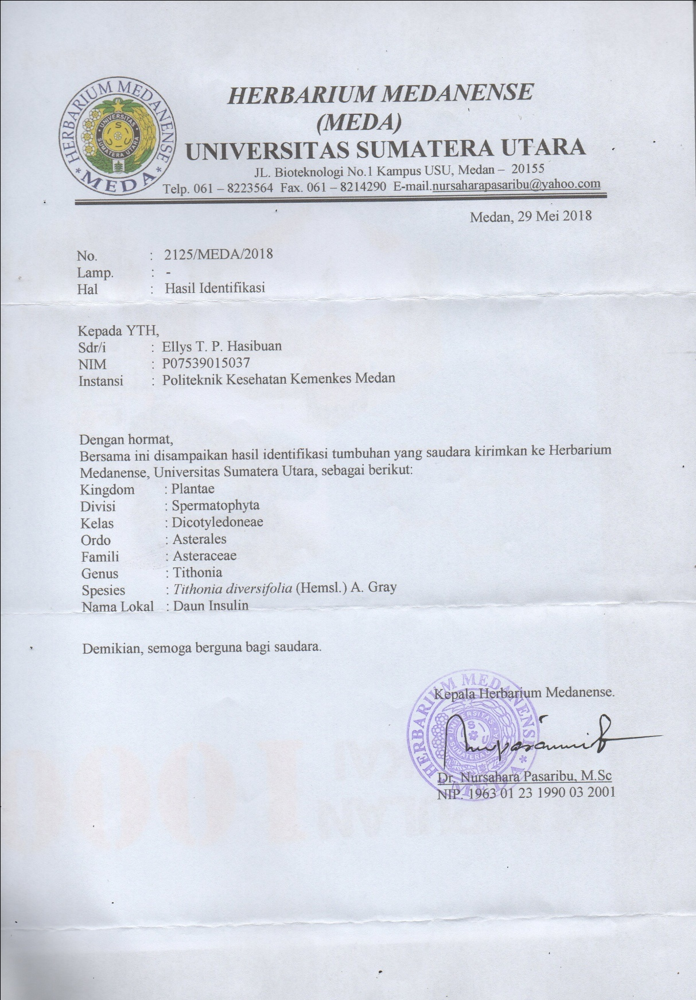 HERBARIUM MEDANENSE
* MEDA *
UNIVERSITAS
SUMATERA UTARA
S
U
HERBARIUM MEDANENSE
(MEDA)
UNIVERSITAS SUMATERA UTARA
JL. Bioteknologi No.1 Kampus USU, Medan – 20155
Telp. 061 – 8223564 Fax. 061 – 8214290 E-mail.nursaharapasaribu@yahoo.com
Medan, 29 Mei 2018
No. : 2125/MEDA/2018
Lamp. : -
Hal : Hasil Identifikasi
Kepada YTH,
Sdr/i : Ellys T. P. Hasibuan
NIM : P07539015037
Instansi : Politeknik Kesehatan Kemenkes Medan
Dengan hormat,
Bersama ini disampaikan hasil identifikasi tumbuhan yang saudara kirimkan ke Herbarium
Medanense, Universitas Sumatera Utara, sebagai berikut:
Kingdom : Plantae
Divisi : Spermatophyta
Kelas : Dicotyledoneae
Ordo : Asterales
Famili : Asteraceae
Genus : Tithonia
Spesies : Tithonia diversifolia (Hemsl.) A. Gray
Nama Lokal : Daun Insulin
Demikian, semoga berguna bagi saudara.
Kepala Herbarium Medanense.
HERBARIUM MEDANENSE
* MEDA *
UNIVERSITAS
SUMATERA UTARA
S
U
Dr. Nursahara Pasaribu, M.Sc
NIP. 1963 01 23 1990 03 2001